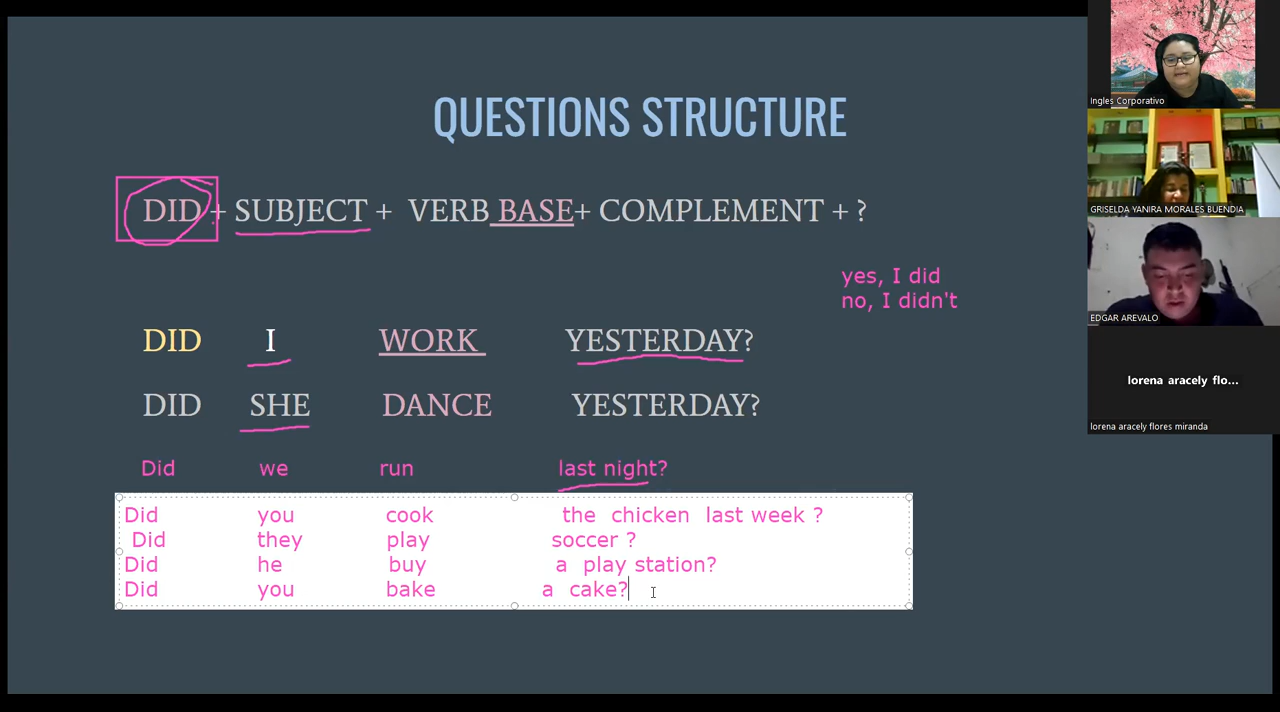 QUESTIONS STRUCTURE
DID + SUBJECT + VERB BASE+ COMPLEMENT + ?
yes, I did
no, I didn't
DID I WORK YESTERDAY?
DID SHE DANCE YESTERDAY?
Did we run last night?
Did you cook the chicken last week ?
Did they play soccer ?
Did he buy a play station?
Did you bake a cake?
Ingles Corporativo
GRISELDA YANIRA MORALES BUENDIA
EDGAR AREVALO
lorena aracely flo...
lorena aracely flores miranda